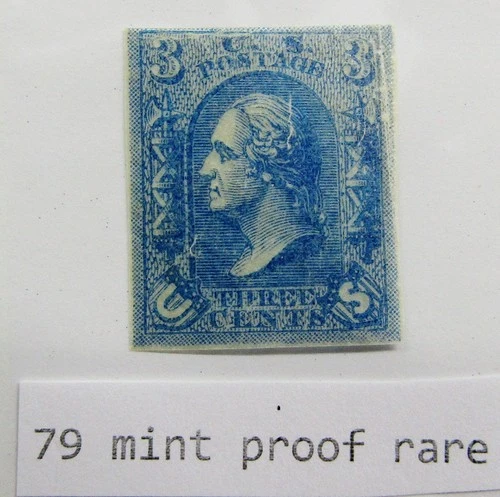 3 3
POSTAGE
THREE
U CENTS S
79 mint proof rare